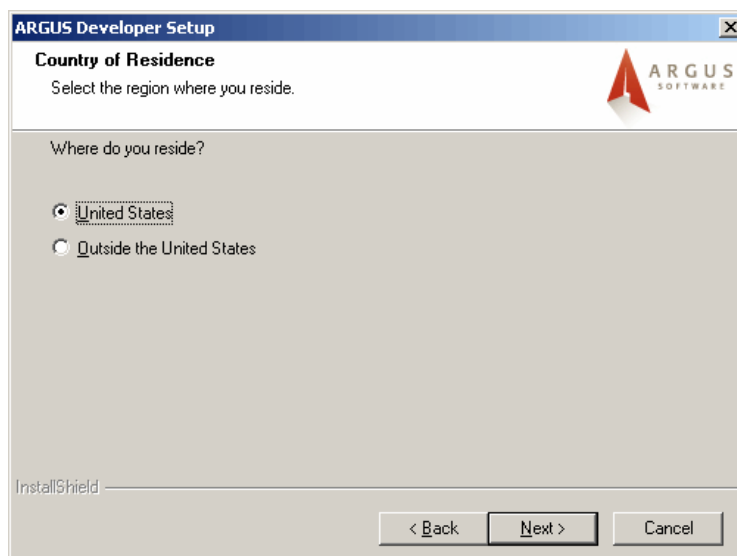 ARGUS Developer Setup
Country of Residence
Select the region where you reside.
ARGUS
SOFTWARE
Where do you reside?
United States
Outside the United States
InstallShield
< Back
Next >
Cancel